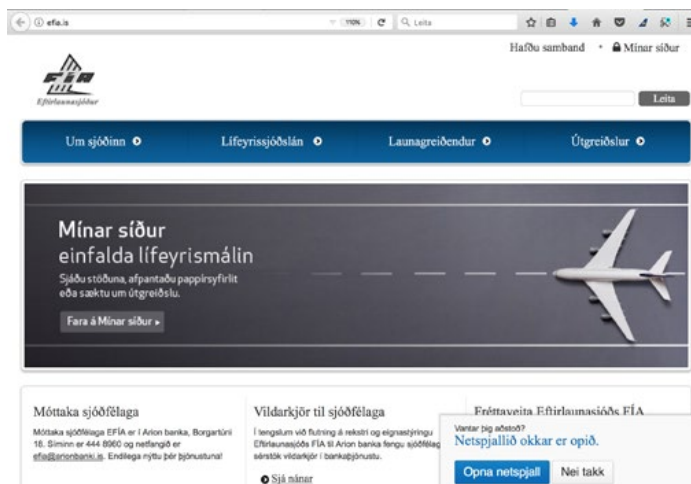 efia.is
110%
Leita
Hafðu samband • Mínar síður
FÍA
Eftirlaunasjóður
Leita
Um sjóðinn
Lífeyrissjóðslán
Launagreiðendur
Útgreiðslur
Mínar síður
einfalda lífeyrismálin
Sjáðu stöðuna, afpantaðu pappírsyfirlit
eða sæktu um útgreiðslu.
Fara á Mínar síður ▸
Móttaka sjóðfélaga
Móttaka sjóðfélaga EFÍA er í Arion banka, Borgartúni
18. Síminn er 444 8960 og netfangið er
efia@arionbanki.is. Endilega nýttu þér þjónustuna!
Vildarkjör til sjóðfélaga
Í tengslum við flutning á rekstri og eignastýringu
Eftirlaunasjóðs FÍA til Arion banka fengu sjóðfélag
sérstök vildarkjör í bankaþjónustu.
Sjá nánar
Fréttaveita Eftirlaunasjóðs FÍA
Vantar þig aðstoð?
Netspjallið okkar er opið.
Opna netspjall
Nei takk